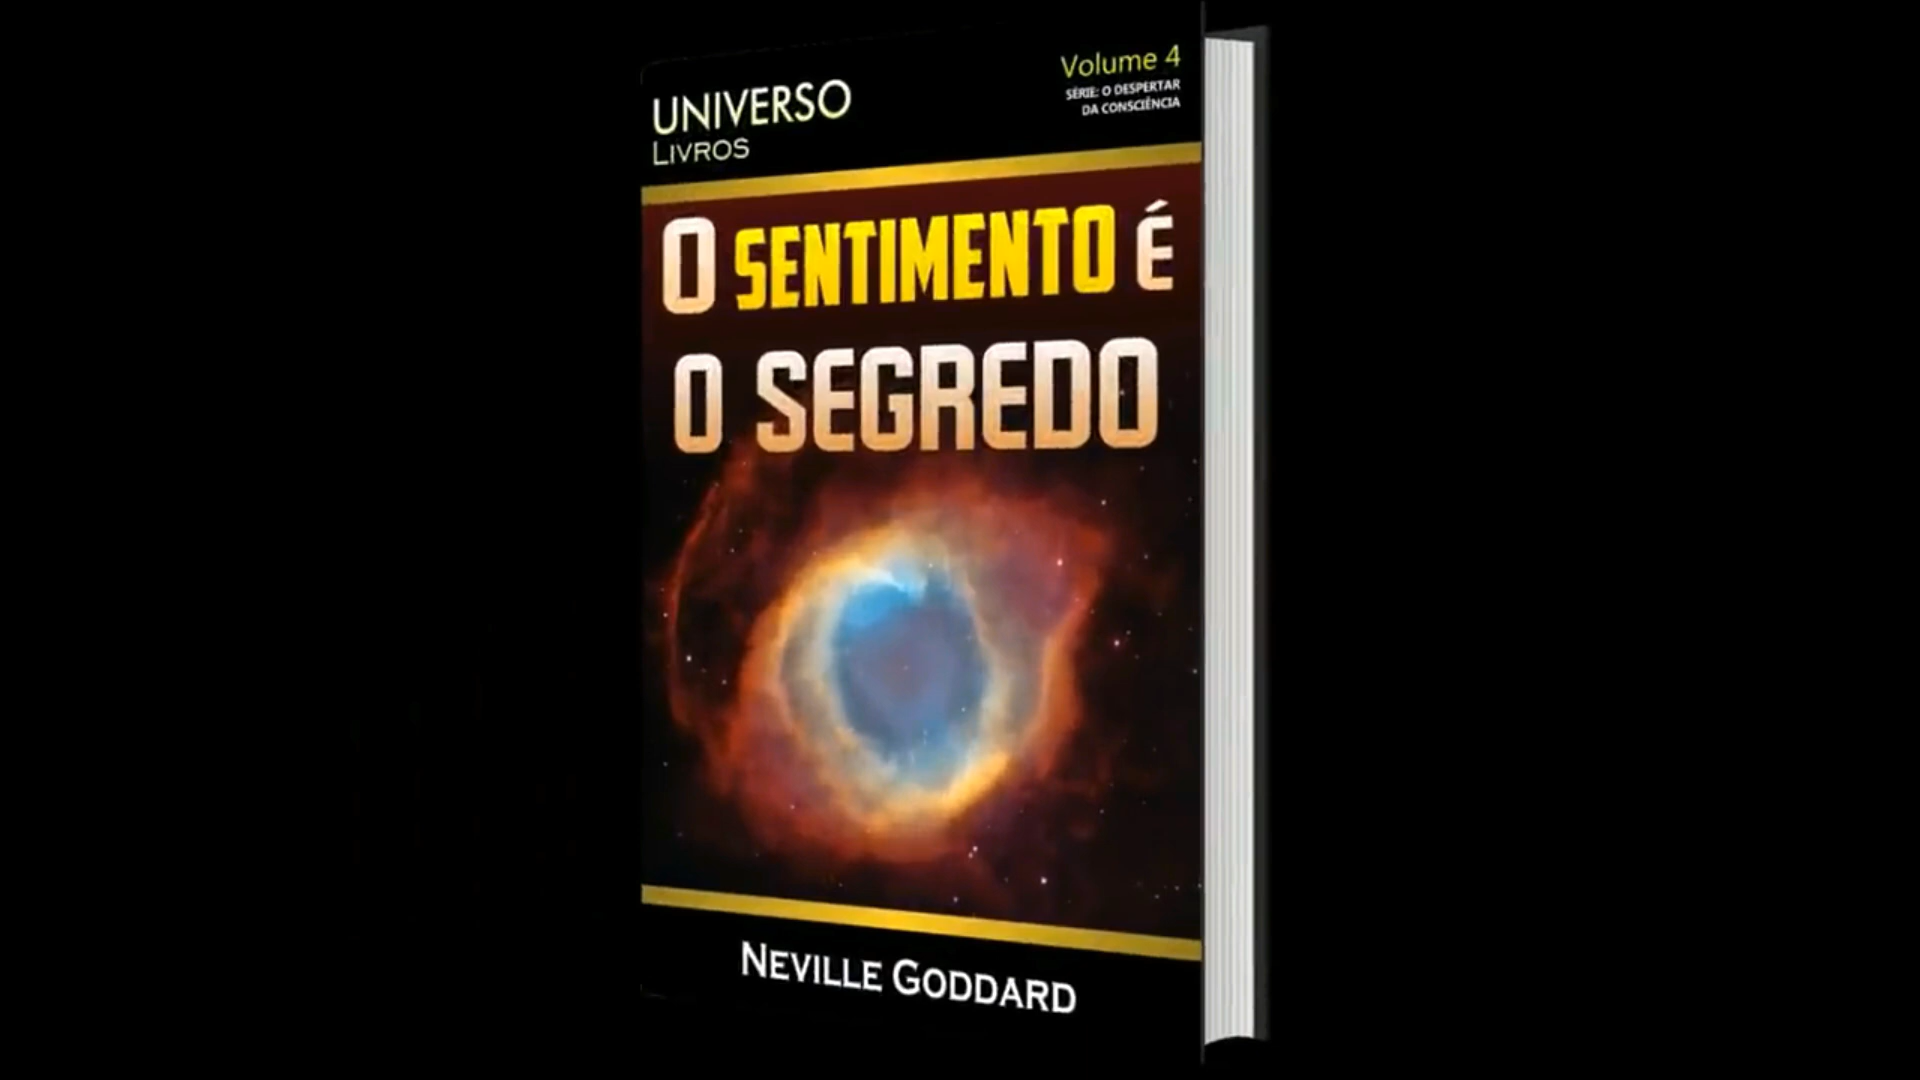 UNIVERSO
LIVROS
Volume 4
SÉRIE: O DESPERTAR
DA CONSCIÊNCIA
O SENTIMENTO É
O SEGREDO
NEVILLE GODDARD